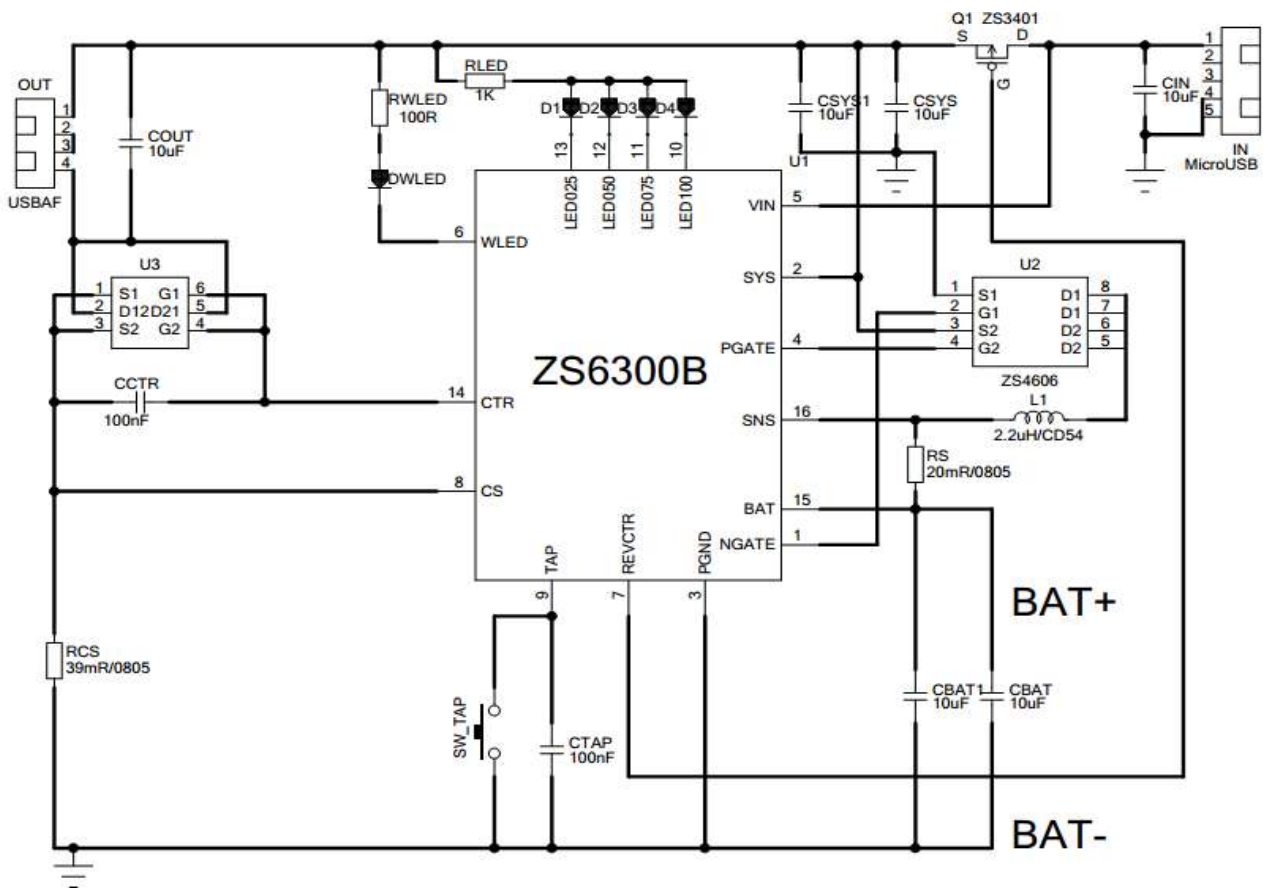 Q1 ZS3401
S
D
G
OUT
1
2
3
4
USBAF
COUT
10uF
RWLED
100R
DWLED
RLED
1K
D1
D2
D3
D4
13
12
11
10
LED025
LED050
LED075
LED100
CSYS1
10uF
CSYS
10uF
CIN
10uF
1
2
3
4
5
IN
MicroUSB
U1
ZS6300B
6
WLED
14
CTR
8
CS
VIN
5
SYS
2
PGATE
4
SNS
16
BAT
15
NGATE
1
TAP
9
REVCTR
7
PGND
3
U3
1
S1
G1
6
2
D12
D21
5
3
S2
G2
4
CCTR
100nF
RCS
39mR/0805
U2
1
S1
D1
8
2
G1
D1
7
3
S2
D2
6
4
G2
D2
5
ZS4606
L1
2.2uH/CD54
RS
20mR/0805
BAT+
CBAT1
10uF
CBAT
10uF
SW_TAP
CTAP
100nF
BAT-